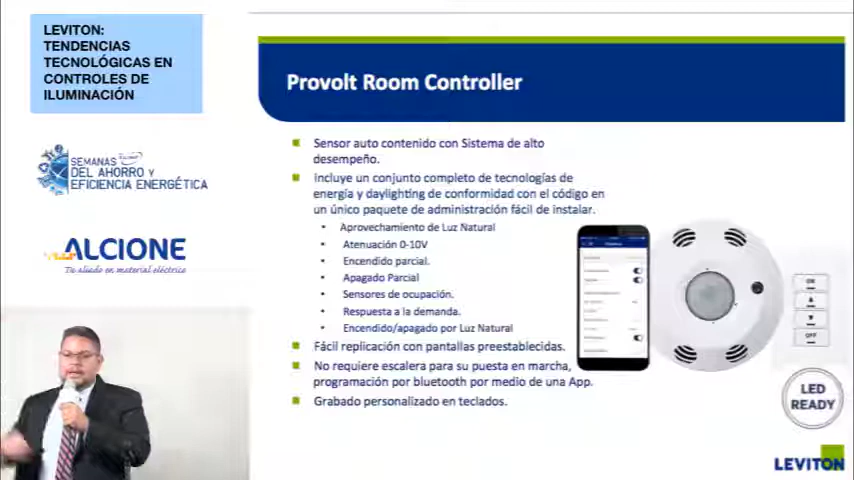 LEVITON:
TENDENCIAS
TECNOLÓGICAS EN
CONTROLES DE
ILUMINACIÓN
SEMANAS
DEL AHORRO Y
EFICIENCIA ENERGÉTICA
ALCIONE
Tu aliado en material eléctrico
Provolt Room Controller
Sensor auto contenido con Sistema de alto
desempeño.
Incluye un conjunto completo de tecnologías de
energía y daylighting de conformidad con el código en
un único paquete de administración fácil de instalar.
Aprovechamiento de Luz Natural
Atenuación 0-10V
Encendido parcial.
Apagado Parcial
Sensores de ocupación.
Respuesta a la demanda.
Encendido/apagado por Luz Natural
Fácil replicación con pantallas preestablecidas.
No requiere escalera para su puesta en marcha,
programación por bluetooth por medio de una App.
Grabado personalizado en teclados.
ON
OFF
LED
READY
LEVITON